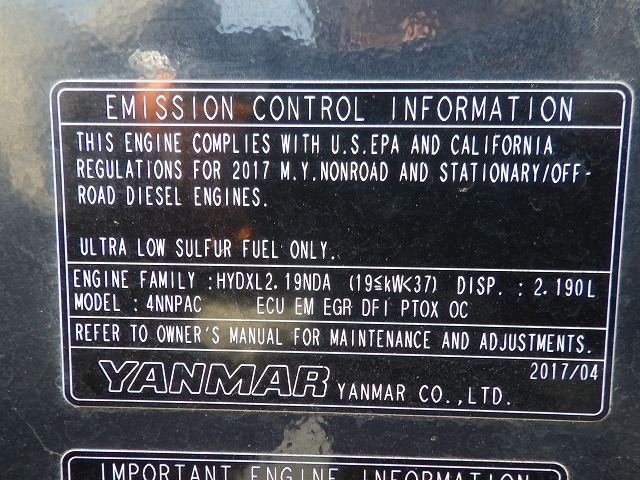 EMISSION CONTROL INFORMATION
THIS ENGINE COMPLIES WITH U.S.EPA AND CALIFORNIA
REGULATIONS FOR 2017 M.Y.NONROAD AND STATIONARY/OFF-
ROAD DIESEL ENGINES.
ULTRA LOW SULFUR FUEL ONLY.
ENGINE FAMILY :HYDXL2.19NDA (19≤kW<37) DISP. : 2.190L
MODEL : 4NNPAC ECU EM EGR DFI PTOX OC
REFER TO OWNER'S MANUAL FOR MAINTENANCE AND ADJUSTMENTS.
2017/04
YANMAR YANMAR CO.,LTD.
IMPORTANT ENGINE INFORMATION